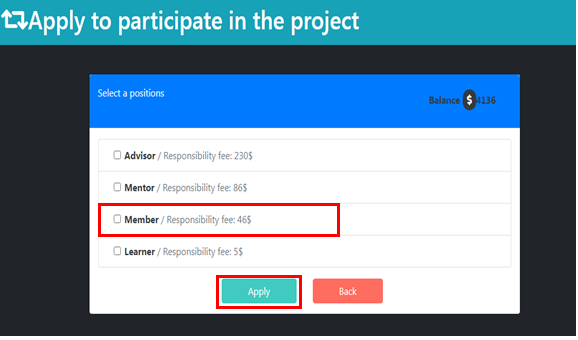 Apply to participate in the project
Select a positions
Balance $ 4136
Advisor / Responsibility fee: 230$
Mentor / Responsibility fee: 86$
Member / Responsibility fee: 46$
Learner / Responsibility fee: 5$
Apply Back